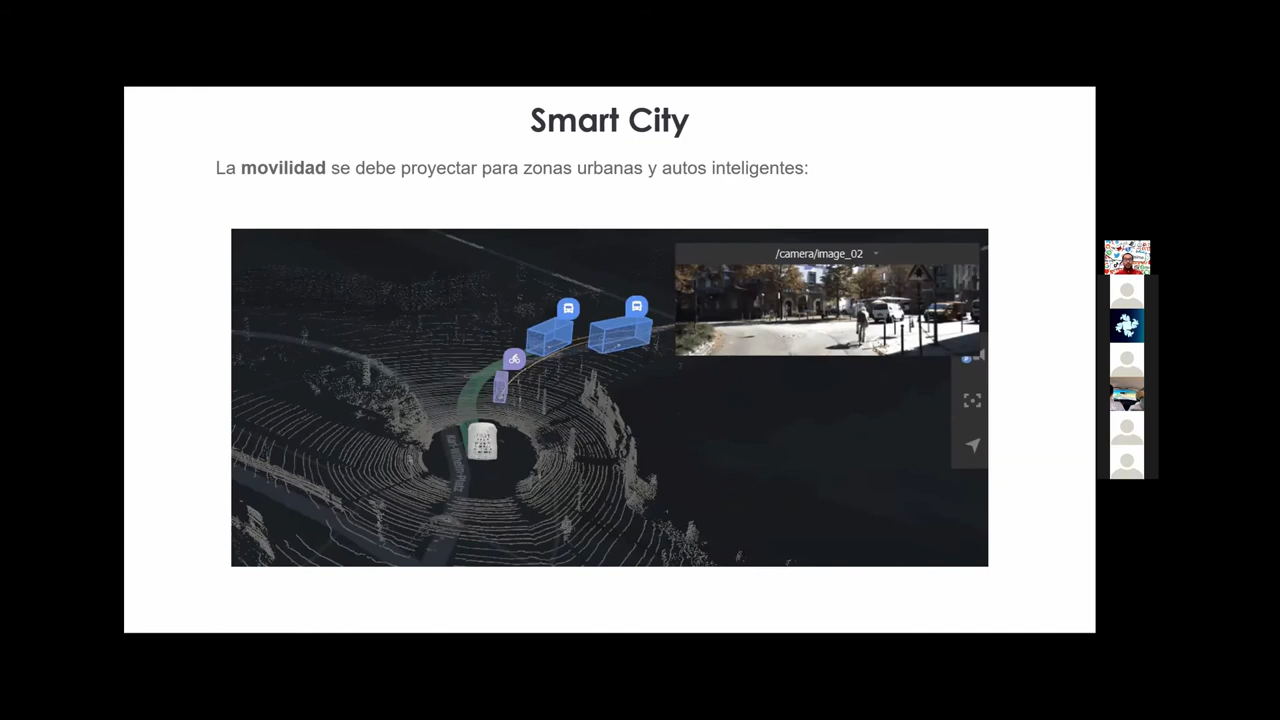 Smart City
La movilidad se debe proyectar para zonas urbanas y autos inteligentes:
/camera/image_02